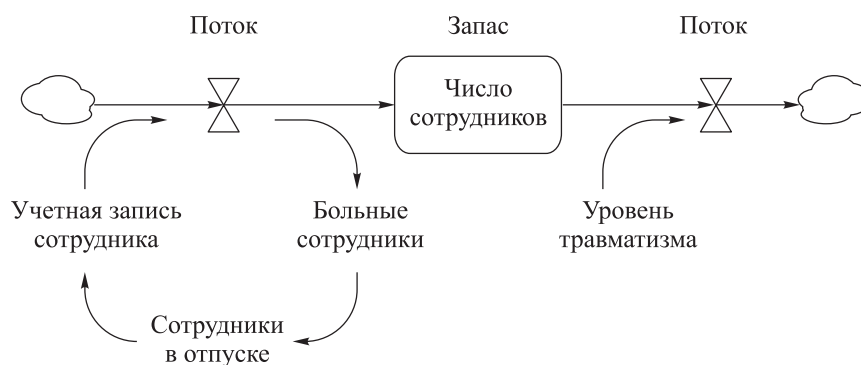 Поток
Запас
Поток
Число
сотрудников
Учетная запись
сотрудника
Больные
сотрудники
Уровень
травматизма
Сотрудники
в отпуске